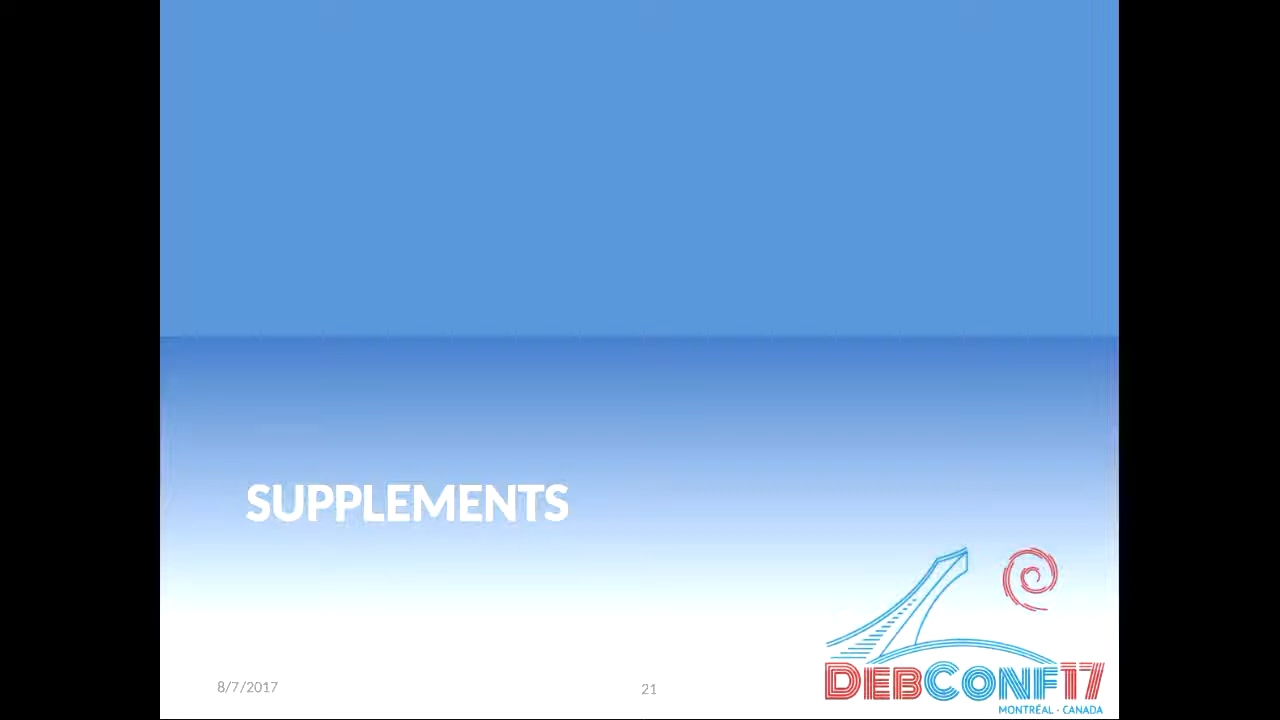 SUPPLEMENTS
8/7/2017
21
DEBCONF17
MONTRÉAL - CANADA